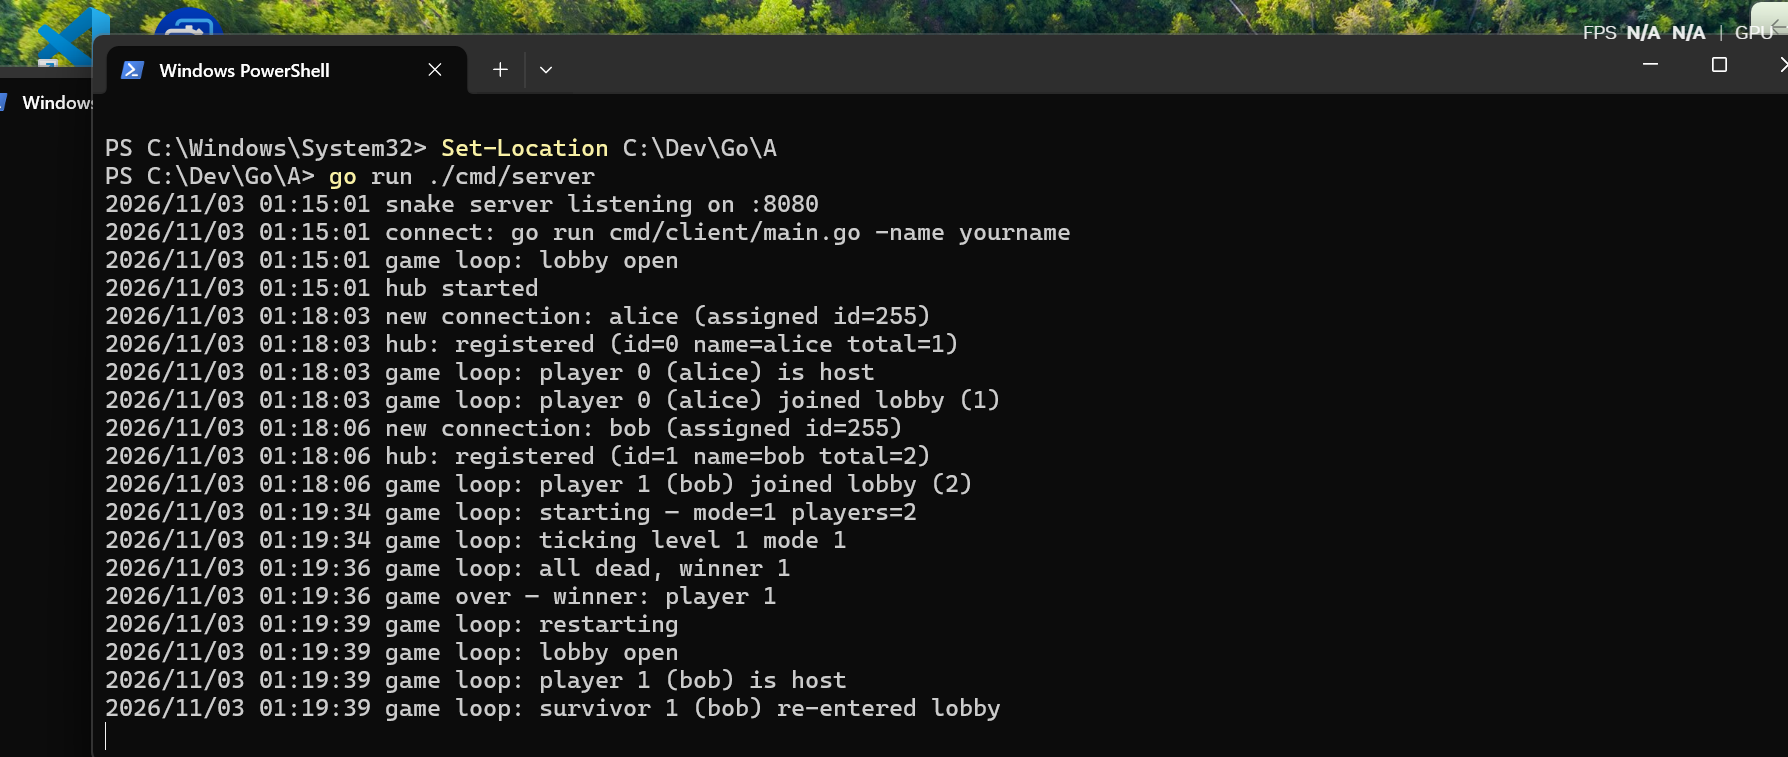 FPS N/A N/A | GPU
Windows PowerShell
Windows
PS C:\Windows\System32> Set-Location C:\Dev\Go\A
PS C:\Dev\Go\A> go run ./cmd/server
2026/11/03 01:15:01 snake server listening on :8080
2026/11/03 01:15:01 connect: go run cmd/client/main.go -name yourname
2026/11/03 01:15:01 game loop: lobby open
2026/11/03 01:15:01 hub started
2026/11/03 01:18:03 new connection: alice (assigned id=255)
2026/11/03 01:18:03 hub: registered (id=0 name=alice total=1)
2026/11/03 01:18:03 game loop: player 0 (alice) is host
2026/11/03 01:18:03 game loop: player 0 (alice) joined lobby (1)
2026/11/03 01:18:06 new connection: bob (assigned id=255)
2026/11/03 01:18:06 hub: registered (id=1 name=bob total=2)
2026/11/03 01:18:06 game loop: player 1 (bob) joined lobby (2)
2026/11/03 01:19:34 game loop: starting — mode=1 players=2
2026/11/03 01:19:34 game loop: ticking level 1 mode 1
2026/11/03 01:19:36 game loop: all dead, winner 1
2026/11/03 01:19:36 game over — winner: player 1
2026/11/03 01:19:39 game loop: restarting
2026/11/03 01:19:39 game loop: lobby open
2026/11/03 01:19:39 game loop: player 1 (bob) is host
2026/11/03 01:19:39 game loop: survivor 1 (bob) re-entered lobby